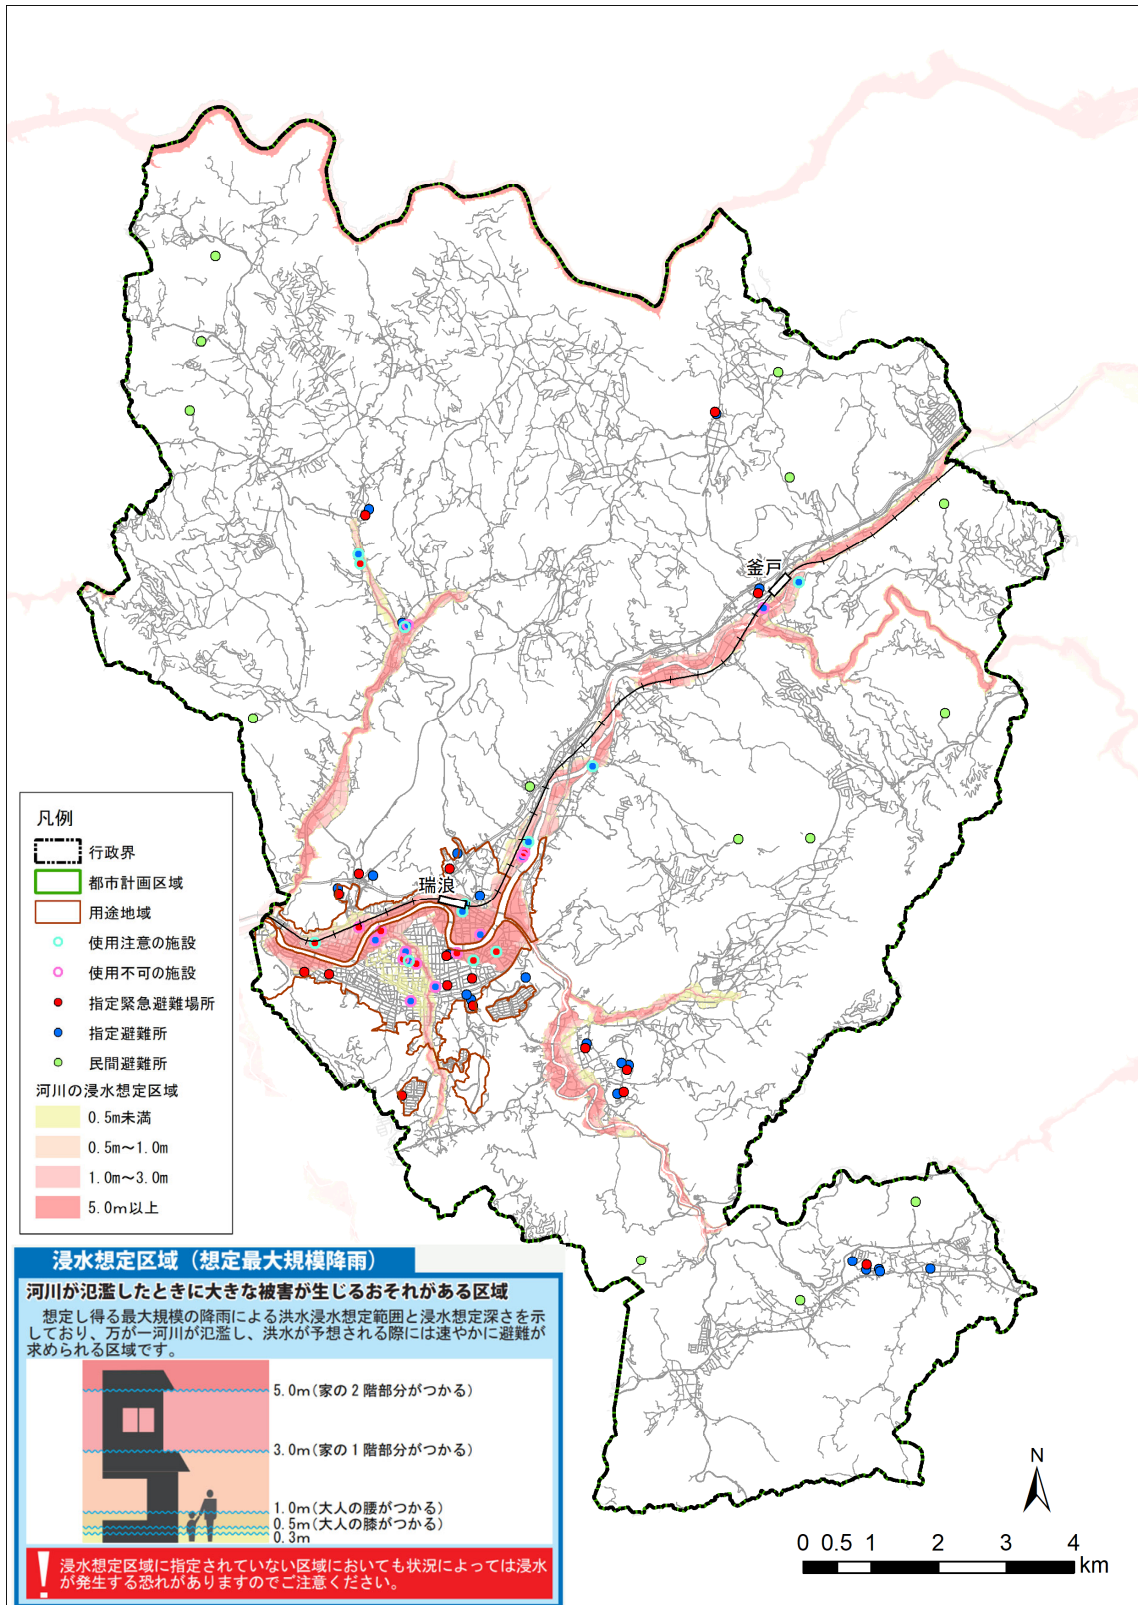 釜戸
瑞浪
凡例
行政界
都市計画区域
用途地域
使用注意の施設
使用不可の施設
指定緊急避難場所
指定避難所
民間避難所
河川の浸水想定区域
0.5m未満
0.5m～1.0m
1.0m～3.0m
5.0m以上
浸水想定区域（想定最大規模降雨）
河川が氾濫したときに大きな被害が生じるおそれがある区域
想定し得る最大規模の降雨による洪水浸水想定範囲と浸水想定深さを示
しており、万が一河川が氾濫し、洪水が予想される際には速やかに避難が
求められる区域です。
5.0m(家の2階部分がつかる)
3.0m(家の1階部分がつかる)
1.0m(大人の腰がつかる)
0.5m(大人の膝がつかる)
0.3m
! 浸水想定区域に指定されていない区域においても状況によっては浸水
が発生する恐れがありますのでご注意ください。
N
0 0.5 1 2 3 4
km